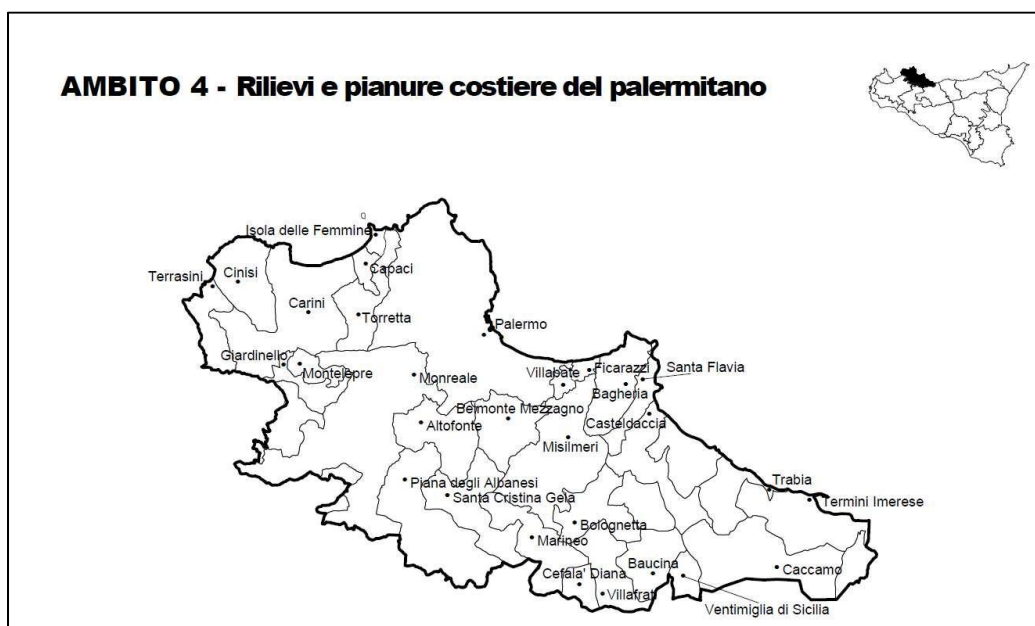 AMBITO 4 - Rilievi e pianure costiere del palermitano
Isola delle Femmine
Capaci
Terrasini
Cinisi
Carini
Torretta
Palermo
Giardinello
Montelepre
Monreale
Villabate
Ficarazzi
Santa Flavia
Bagheria
Belmonte Mezzagno
Altofonte
Casteldaccia
Misilmeri
Piana degli Albanesi
Santa Cristina Gela
Trabia
Termini Imerese
Bolognetta
Marineo
Cefala' Diana
Baucina
Caccamo
Villafrati
Ventimiglia di Sicilia